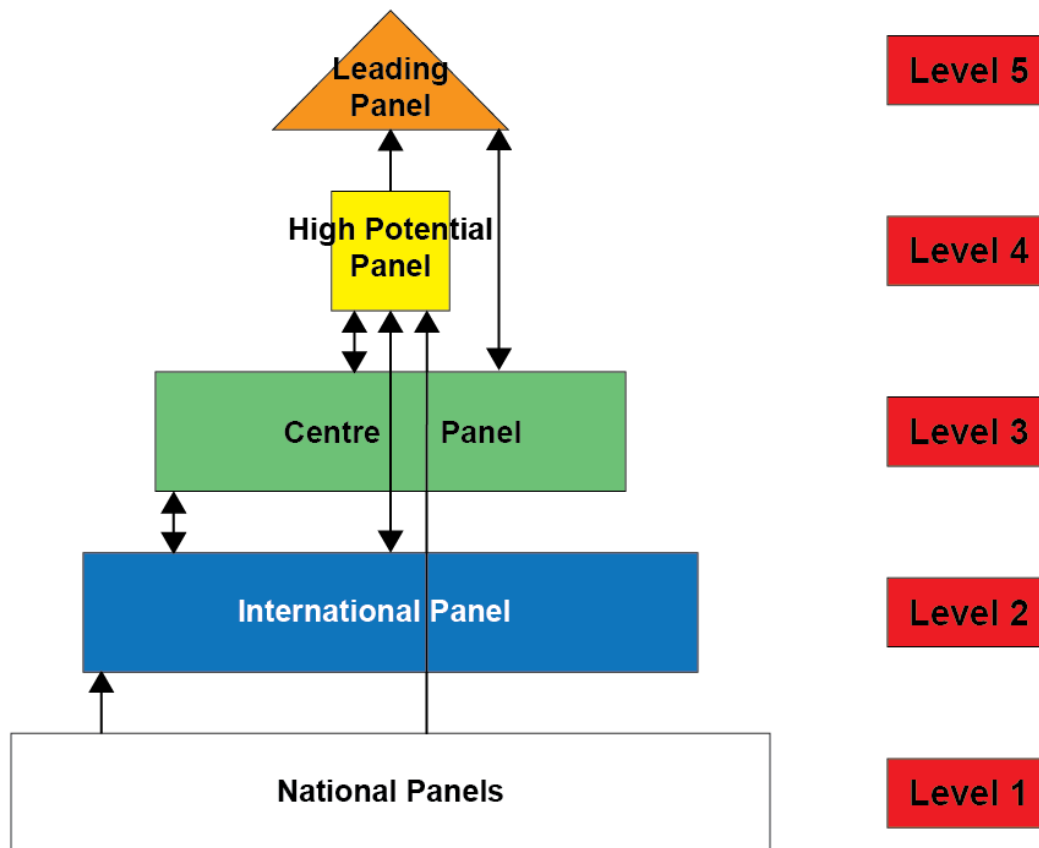 Leading
Panel
Level 5
High Potential
Panel
Level 4
Centre Panel
Level 3
International Panel
Level 2
National Panels
Level 1